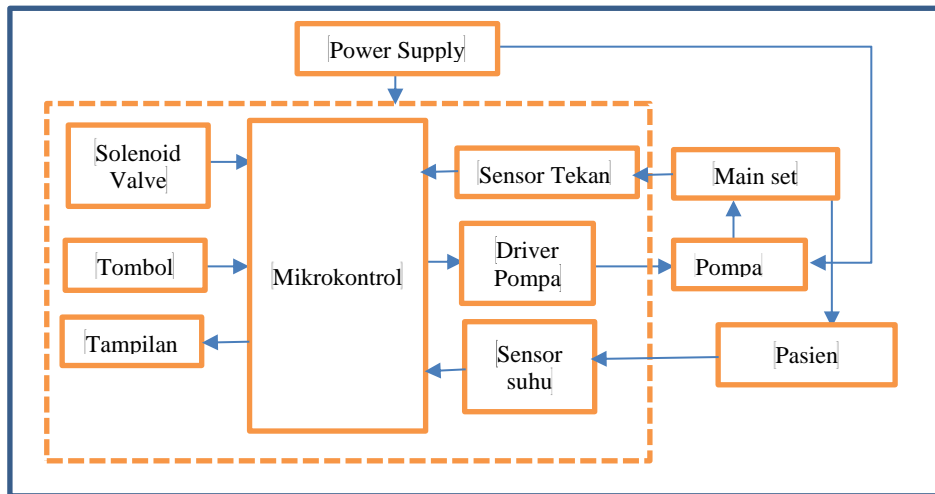 Power Supply
Solenoid
Valve
Sensor Tekan
Main set
Tombol
Mikrokontrol
Driver
Pompa
Pompa
Tampilan
Sensor
suhu
Pasien